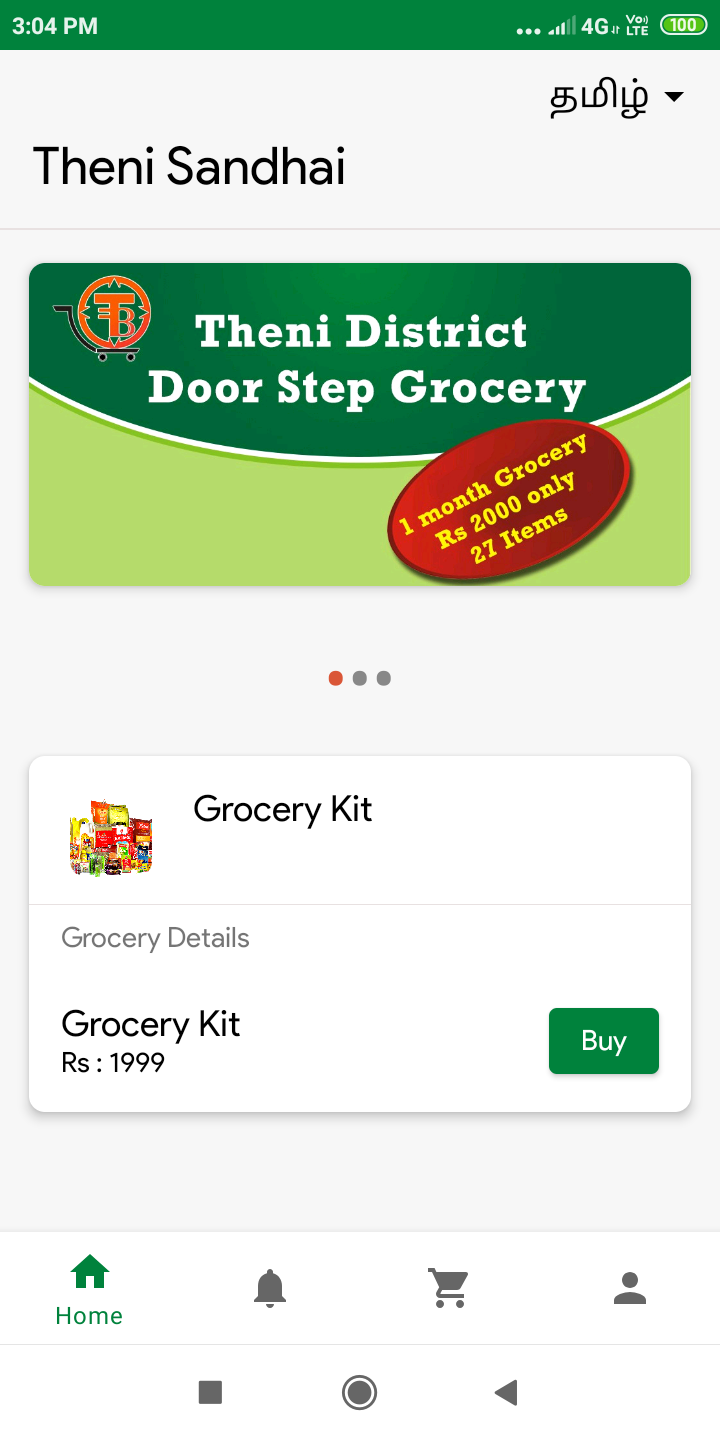 3:04 PM
4G Vo) LTE 100
தமிழ்
Theni Sandhai
TB
Theni District
Door Step Grocery
1 month Grocery
Rs 2000 only
27 Items
Grocery Kit
Grocery Details
Grocery Kit
Buy
Rs : 1999
Home